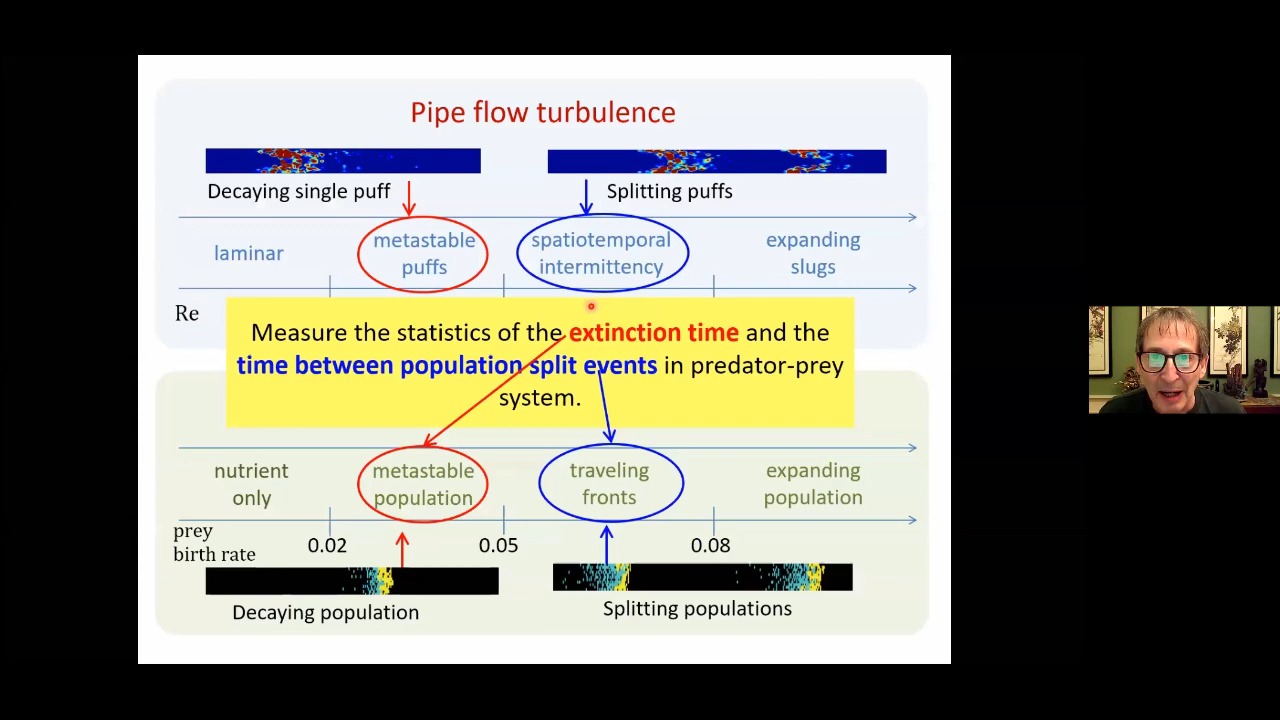 Pipe flow turbulence
Decaying single puff
Splitting puffs
laminar
metastable
puffs
spatiotemporal
intermittency
expanding
slugs
Re
Measure the statistics of the extinction time and the
time between population split events in predator-prey
system.
nutrient
only
metastable
population
traveling
fronts
expanding
population
prey
birth rate
0.02
0.05
0.08
Decaying population
Splitting populations